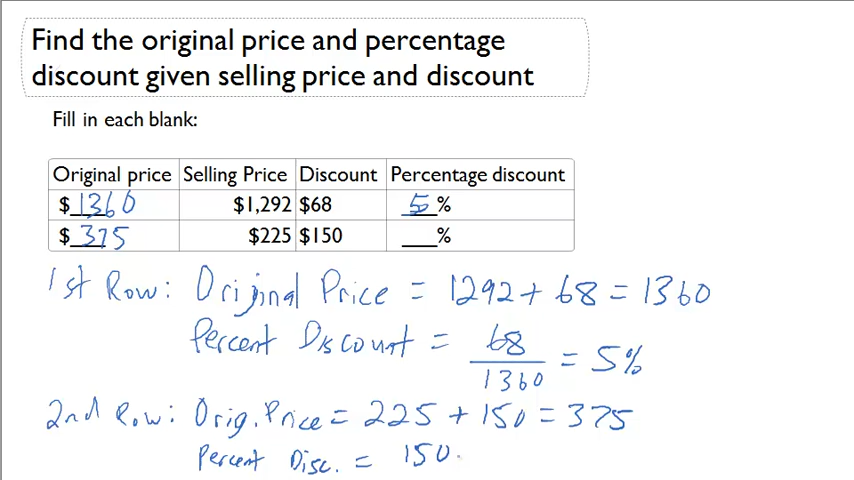 Find the original price and percentage
discount given selling price and discount
Fill in each blank:
Original price Selling Price Discount Percentage discount
$1360 $1,292 $68 5%
$375 $225 $150 ___%
1st Row: Original Price = 1292 + 68 = 1360
Percent Discount = 68/1360 = 5%
2nd Row: Orig. Price = 225 + 150 = 375
Percent Disc. = 150